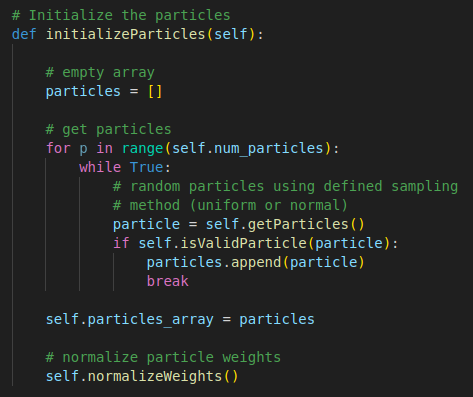 # Initialize the particles
def initializeParticles(self):
# empty array
particles = []
# get particles
for p in range(self.num_particles):
while True:
# random particles using defined sampling
# method (uniform or normal)
particle = self.getParticles()
if self.isValidParticle(particle):
particles.append(particle)
break
self.particles_array = particles
# normalize particle weights
self.normalizeWeights()